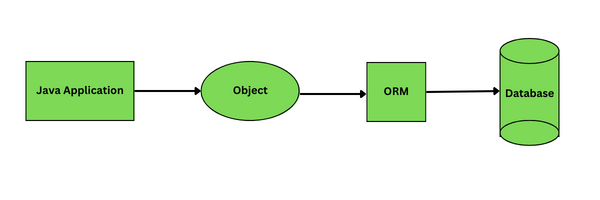 Java Application
Object
ORM
Database